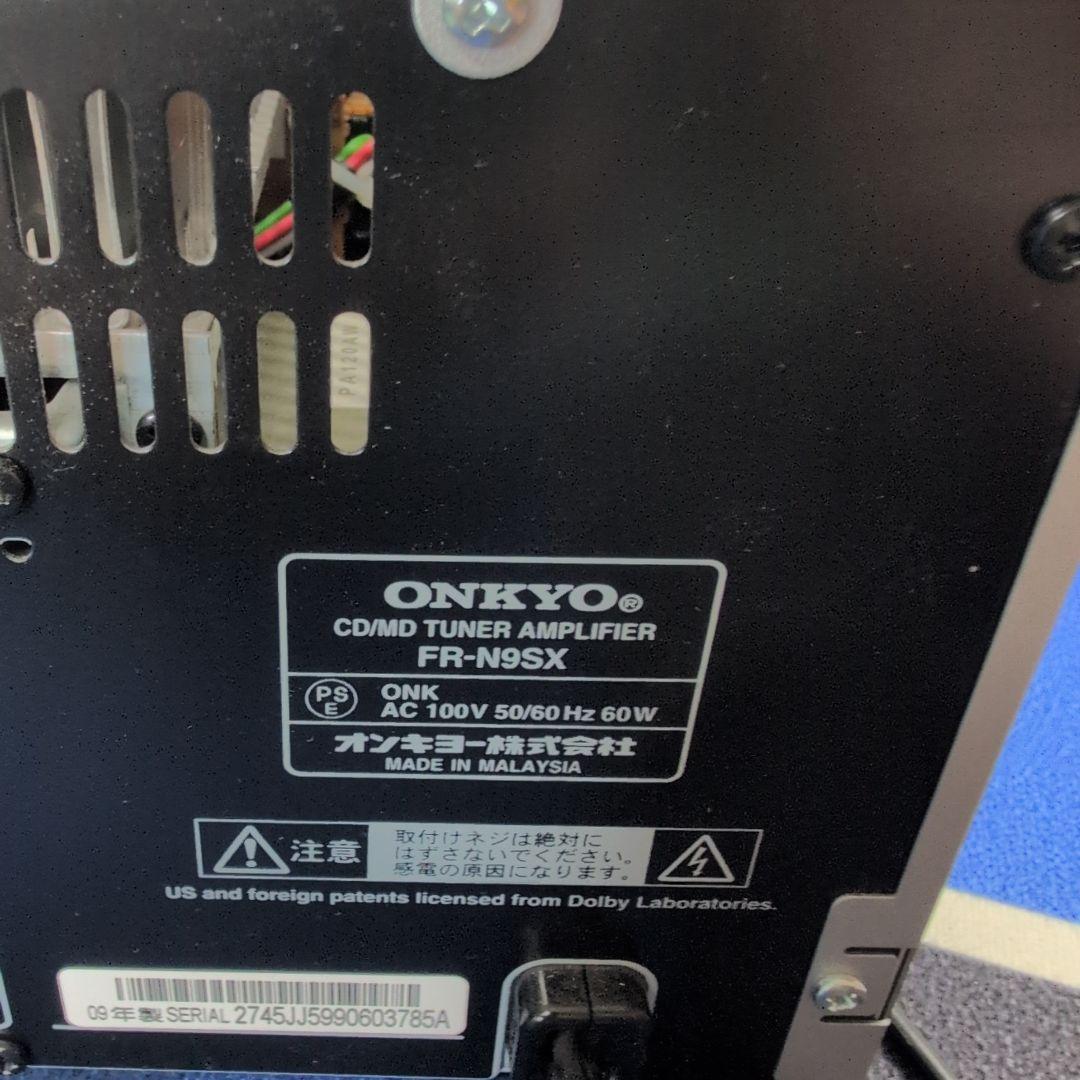 PA120AW
ONKYO®
CD/MD TUNER AMPLIFIER
FR-N9SX
PS
E
ONK
AC 100V 50/60Hz 60W
オンキヨー株式会社
MADE IN MALAYSIA
注意
取付けネジは絶対に
はずさないでください。
感電の原因になります。
US and foreign patents licensed from Dolby Laboratories.
09年製 SERIAL 2745JJ5990603785A